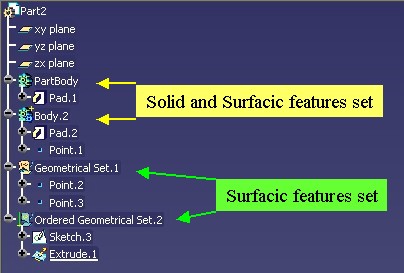 Part2
xy plane
yz plane
zx plane
PartBody
Pad.1
Solid and Surfacic features set
Body.2
Pad.2
Point.1
Geometrical Set.1
Point.2
Surfacic features set
Point.3
Ordered Geometrical Set.2
Sketch.3
Extrude.1